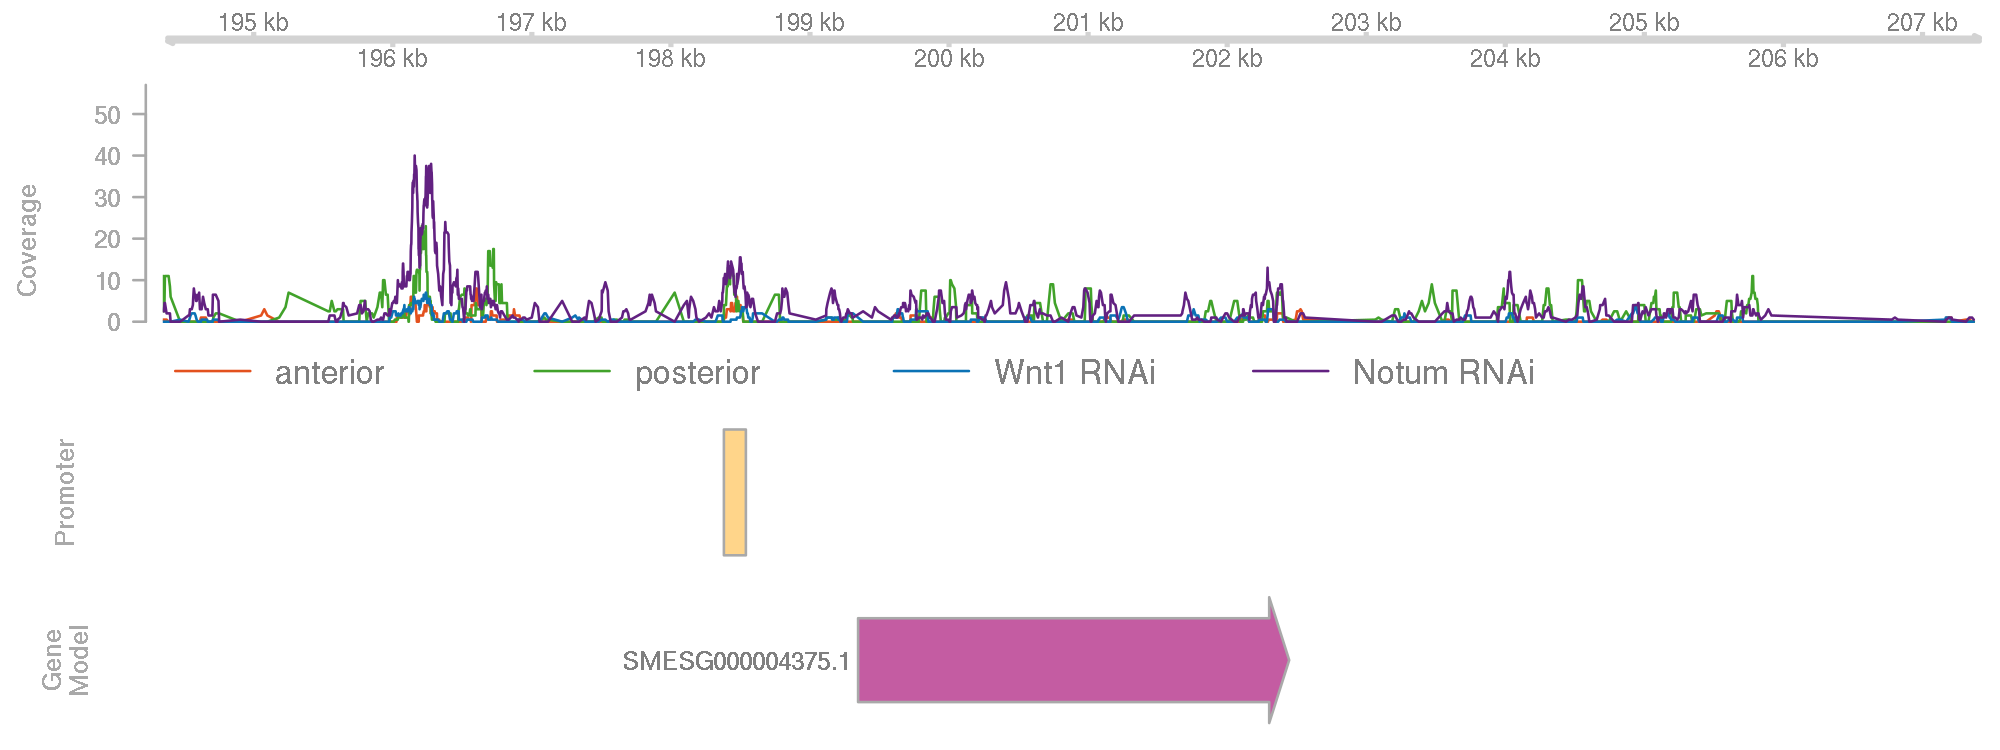 195 kb 197 kb 199 kb 201 kb 203 kb 205 kb 207 kb
196 kb 198 kb 200 kb 202 kb 204 kb 206 kb
50
40
30
20
10
0
Coverage
anterior posterior Wnt1 RNAi Notum RNAi
Promoter
Gene
Model
SMESG000004375.1